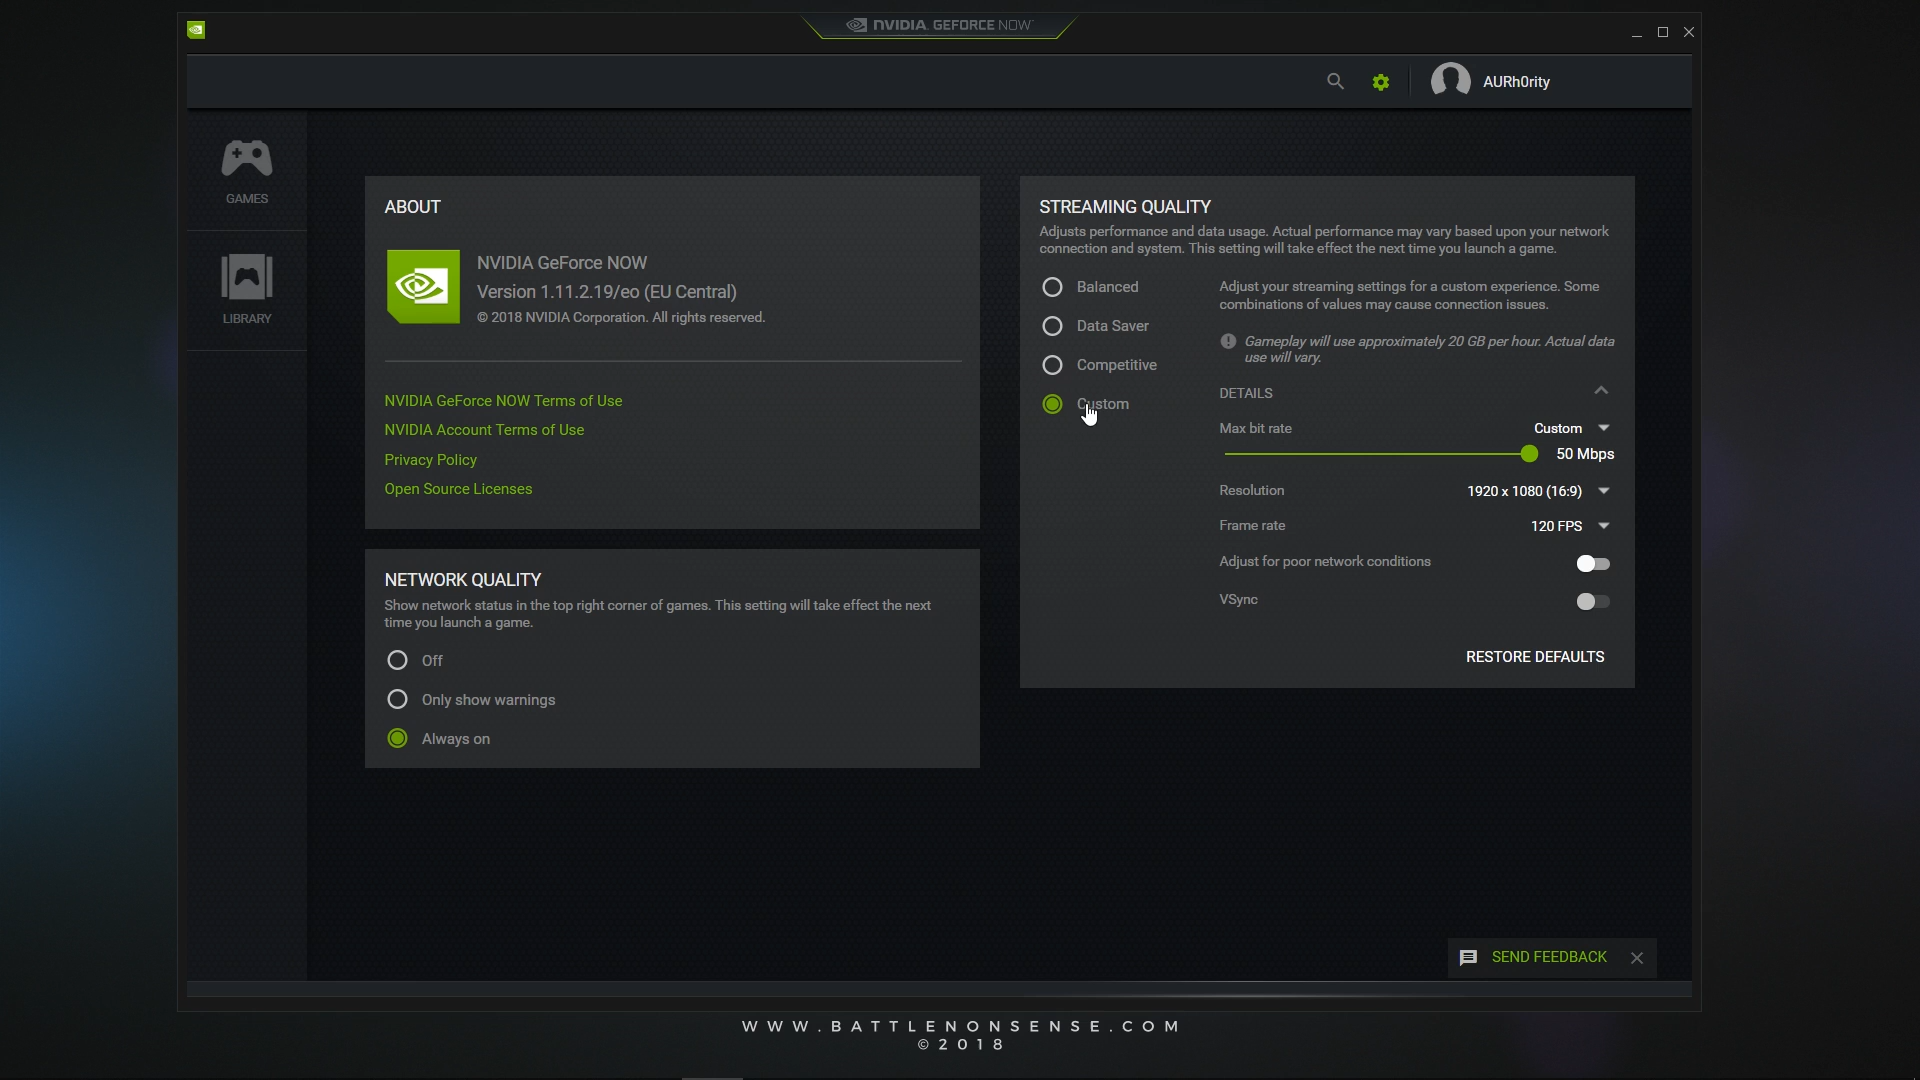 NVIDIA GEFORCE NOW
AURh0rity
GAMES
LIBRARY
ABOUT
NVIDIA GeForce NOW
Version 1.11.2.19/eo (EU Central)
© 2018 NVIDIA Corporation. All rights reserved.
NVIDIA GeForce NOW Terms of Use
NVIDIA Account Terms of Use
Privacy Policy
Open Source Licenses
NETWORK QUALITY
Show network status in the top right corner of games. This setting will take effect the next
time you launch a game.
Off
Only show warnings
Always on
STREAMING QUALITY
Adjusts performance and data usage. Actual performance may vary based upon your network
connection and system. This setting will take effect the next time you launch a game.
Balanced
Data Saver
Competitive
Custom
Adjust your streaming settings for a custom experience. Some
combinations of values may cause connection issues.
Gameplay will use approximately 20 GB per hour. Actual data
use will vary.
DETAILS
Max bit rate Custom
50 Mbps
Resolution 1920 x 1080 (16:9)
Frame rate 120 FPS
Adjust for poor network conditions
VSync
RESTORE DEFAULTS
SEND FEEDBACK
WWW.BATTLENONSENSE.COM
© 2018